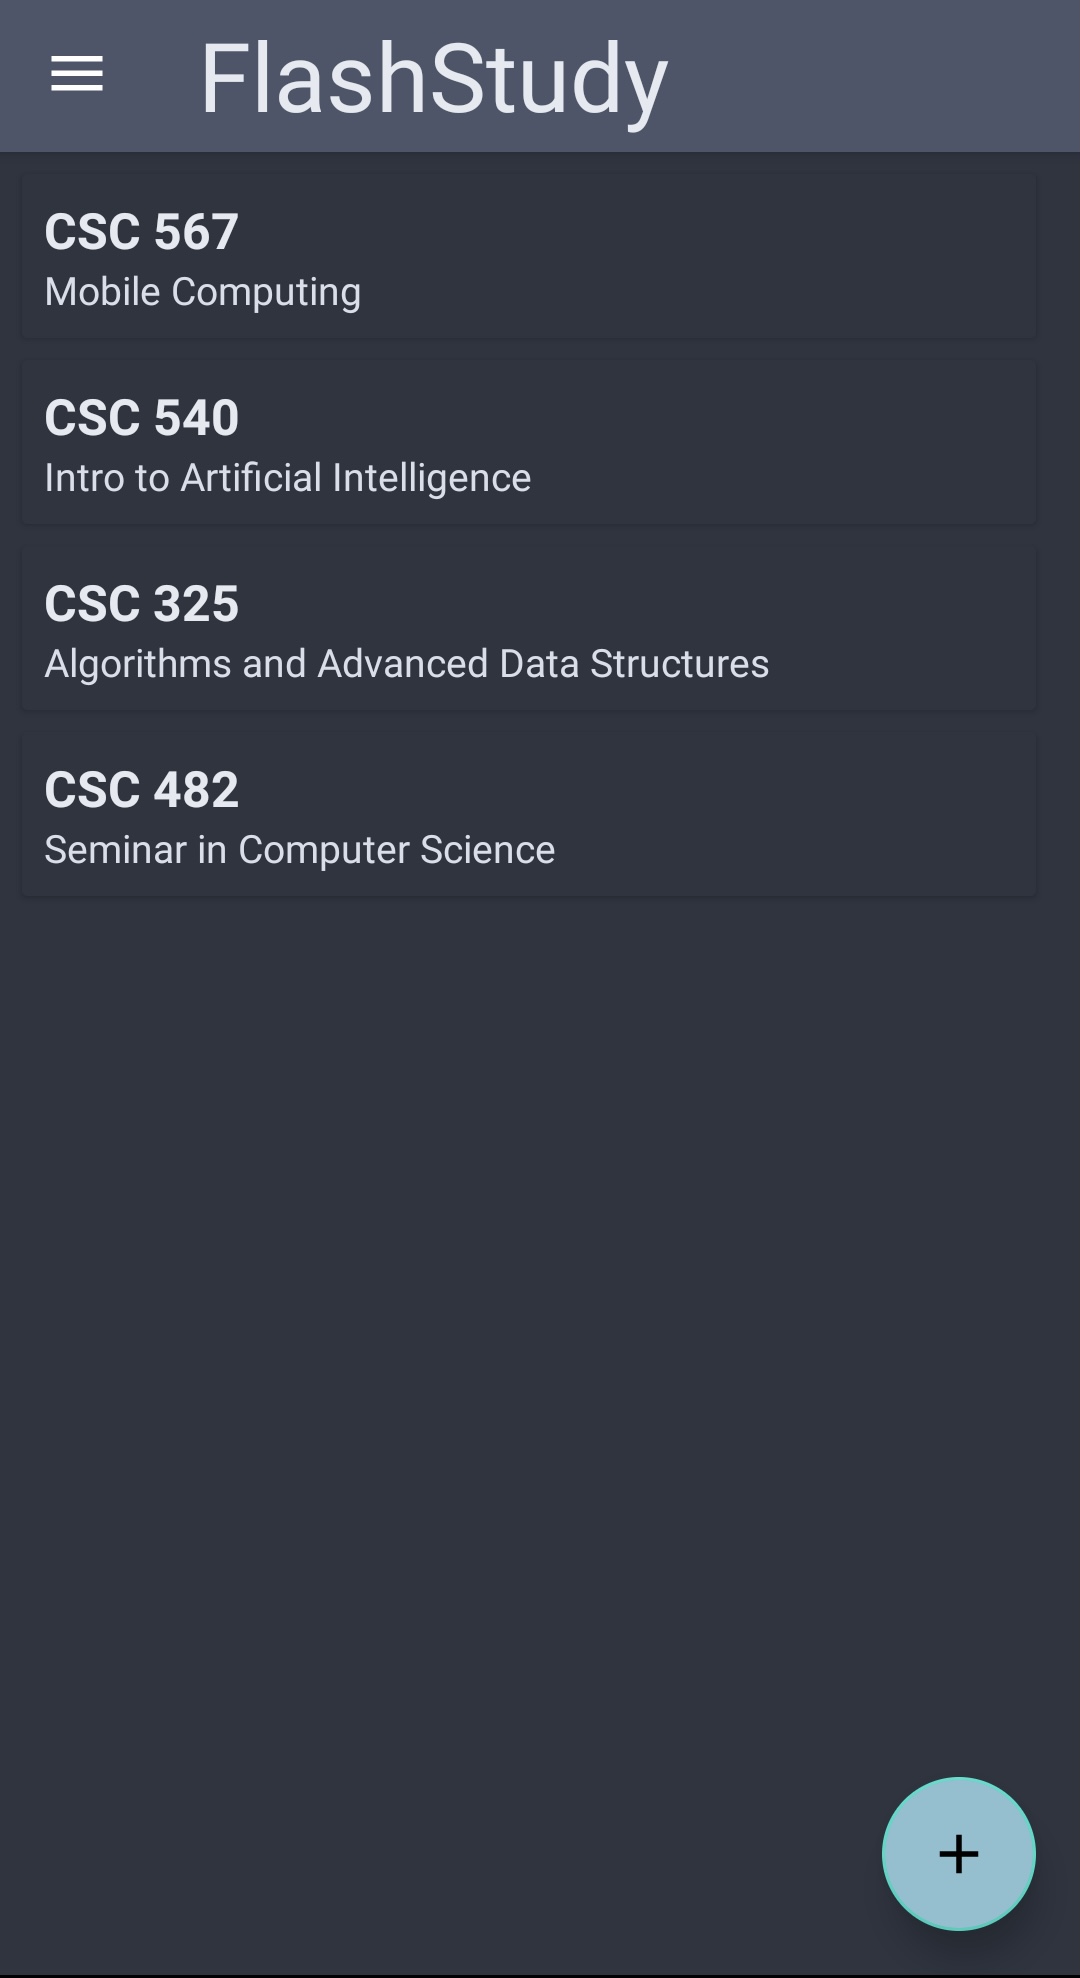 FlashStudy
CSC 567
Mobile Computing
CSC 540
Intro to Artificial Intelligence
CSC 325
Algorithms and Advanced Data Structures
CSC 482
Seminar in Computer Science